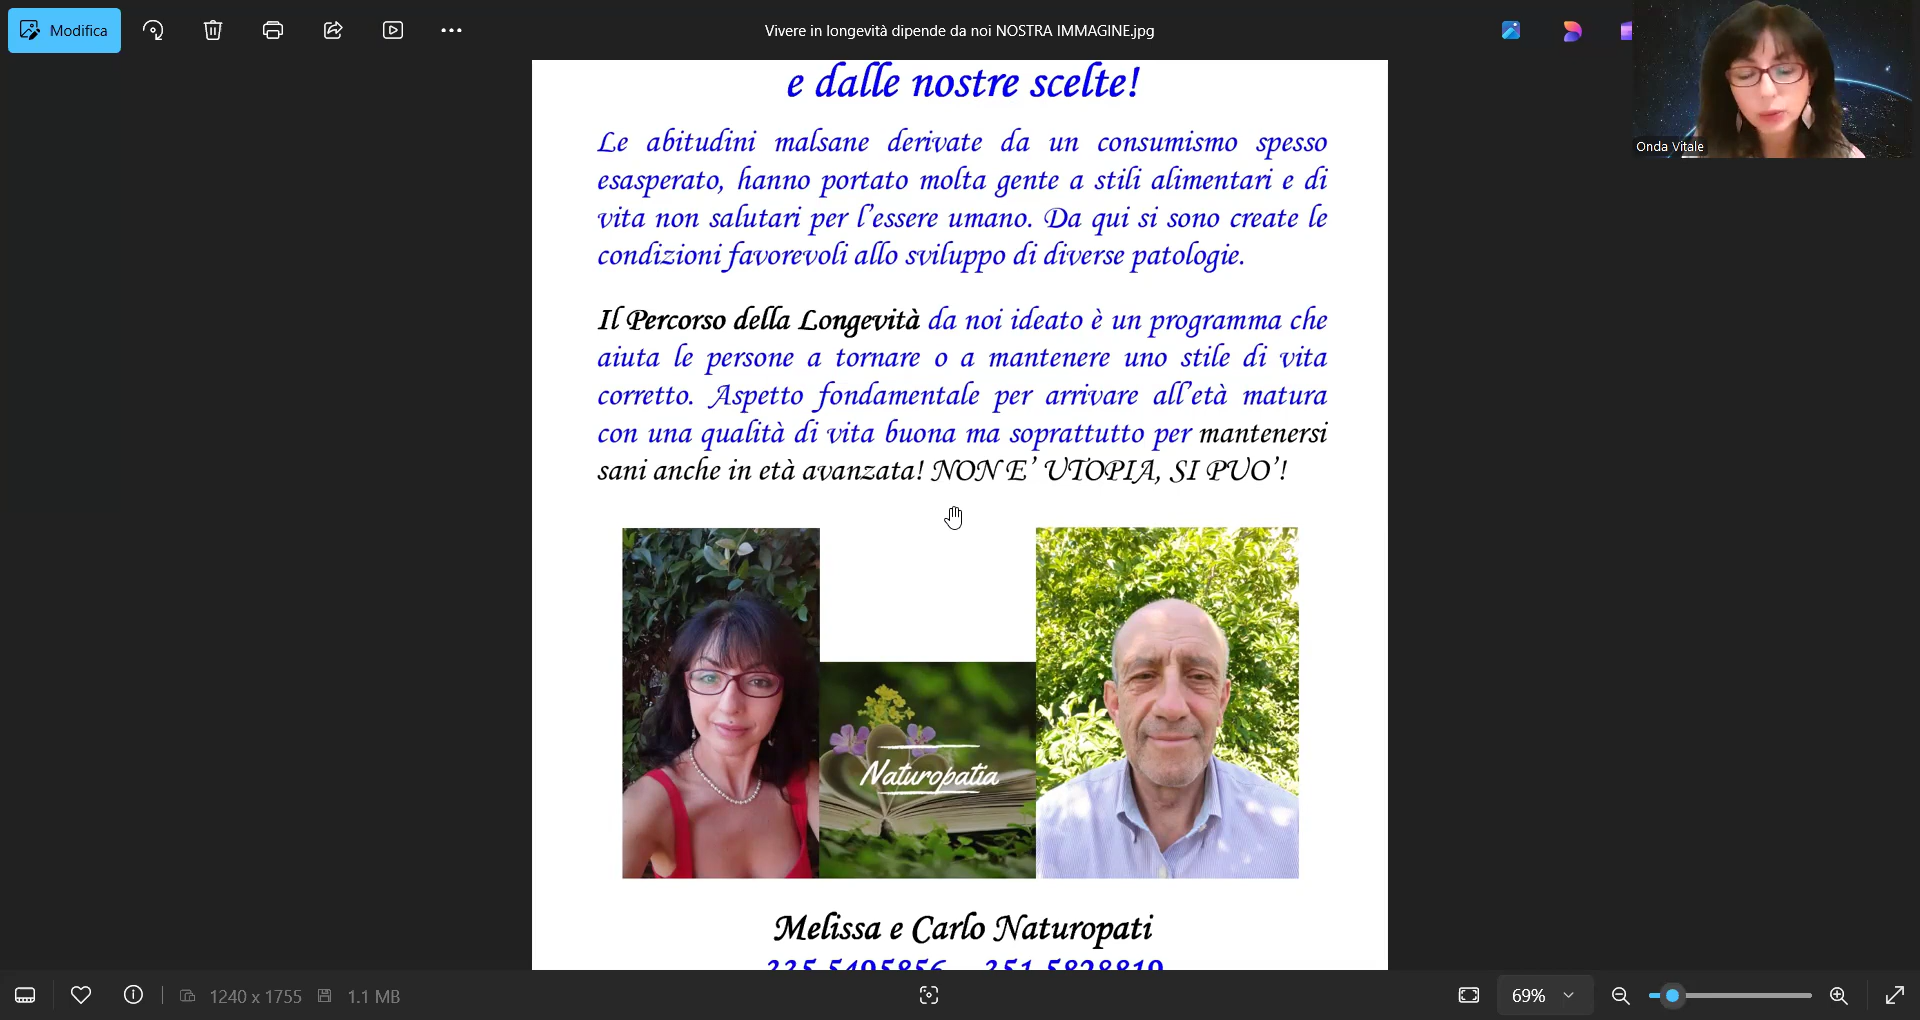 Modifica
Vivere in longevità dipende da noi NOSTRA IMMAGINE.jpg
Onda Vitale
e dalle nostre scelte!
Le abitudini malsane derivate da un consumismo spesso
esasperato, hanno portato molta gente a stili alimentari e di
vita non salutari per l'essere umano. Da qui si sono create le
condizioni favorevoli allo sviluppo di diverse patologie.
Il Percorso della Longevità da noi ideato è un programma che
aiuta le persone a tornare o a mantenere uno stile di vita
corretto. Aspetto fondamentale per arrivare all'età matura
con una qualità di vita buona ma soprattutto per mantenersi
sani anche in età avanzata! NON E' UTOPIA, SI PUO'!
Naturopatia
Melissa e Carlo Naturopati
1240 x 1755
1.1 MB
69%